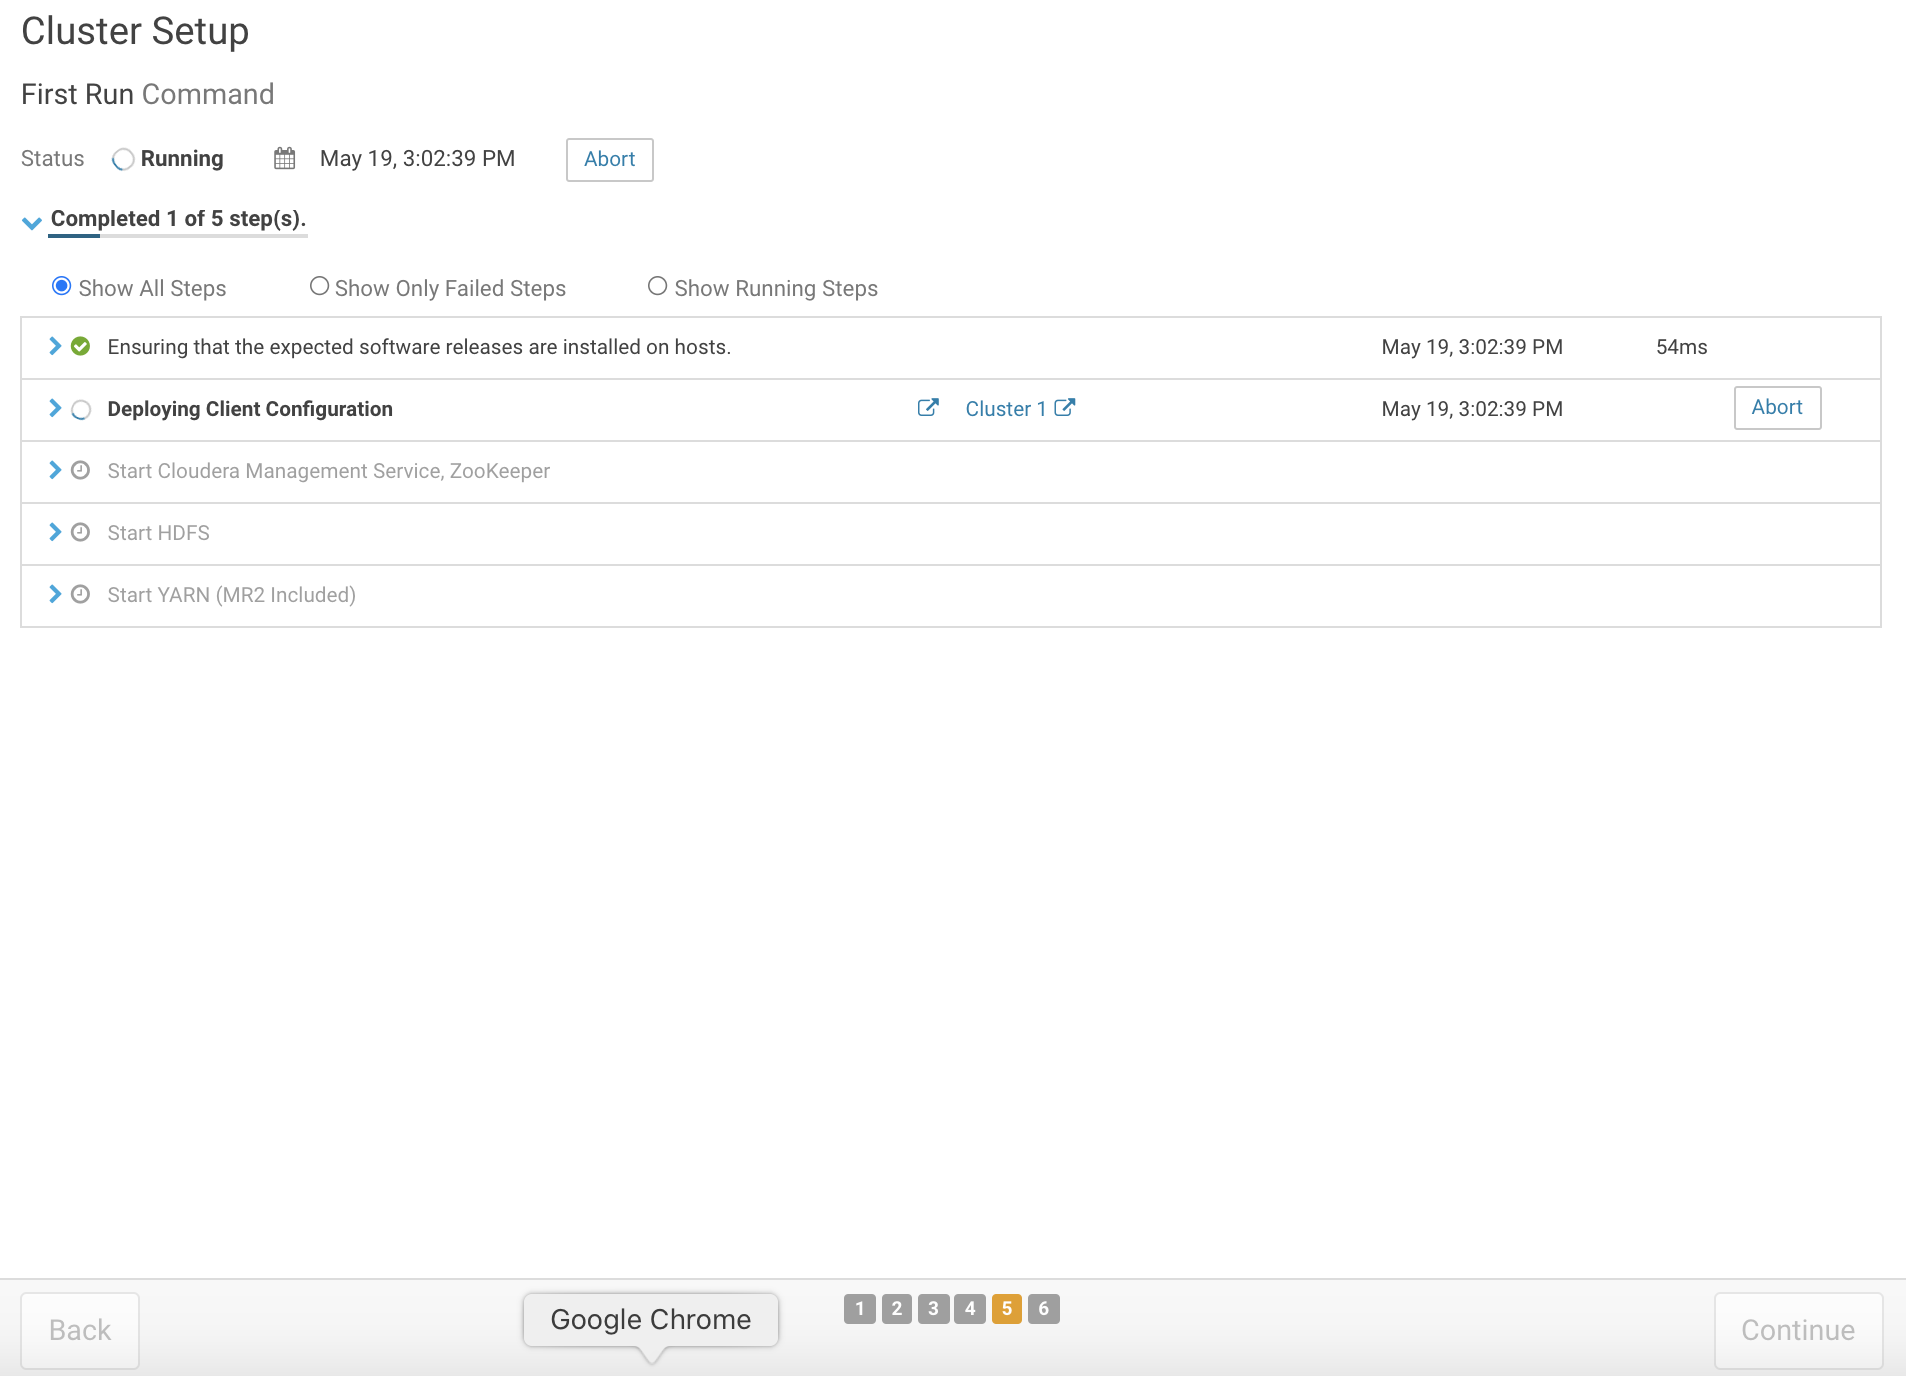 Cluster Setup
First Run Command
Status Running May 19, 3:02:39 PM Abort
Completed 1 of 5 step(s).
Show All Steps Show Only Failed Steps Show Running Steps
Ensuring that the expected software releases are installed on hosts. May 19, 3:02:39 PM 54ms
Deploying Client Configuration Cluster 1 May 19, 3:02:39 PM Abort
Start Cloudera Management Service, ZooKeeper
Start HDFS
Start YARN (MR2 Included)
Back Google Chrome 1 2 3 4 5 6 Continue